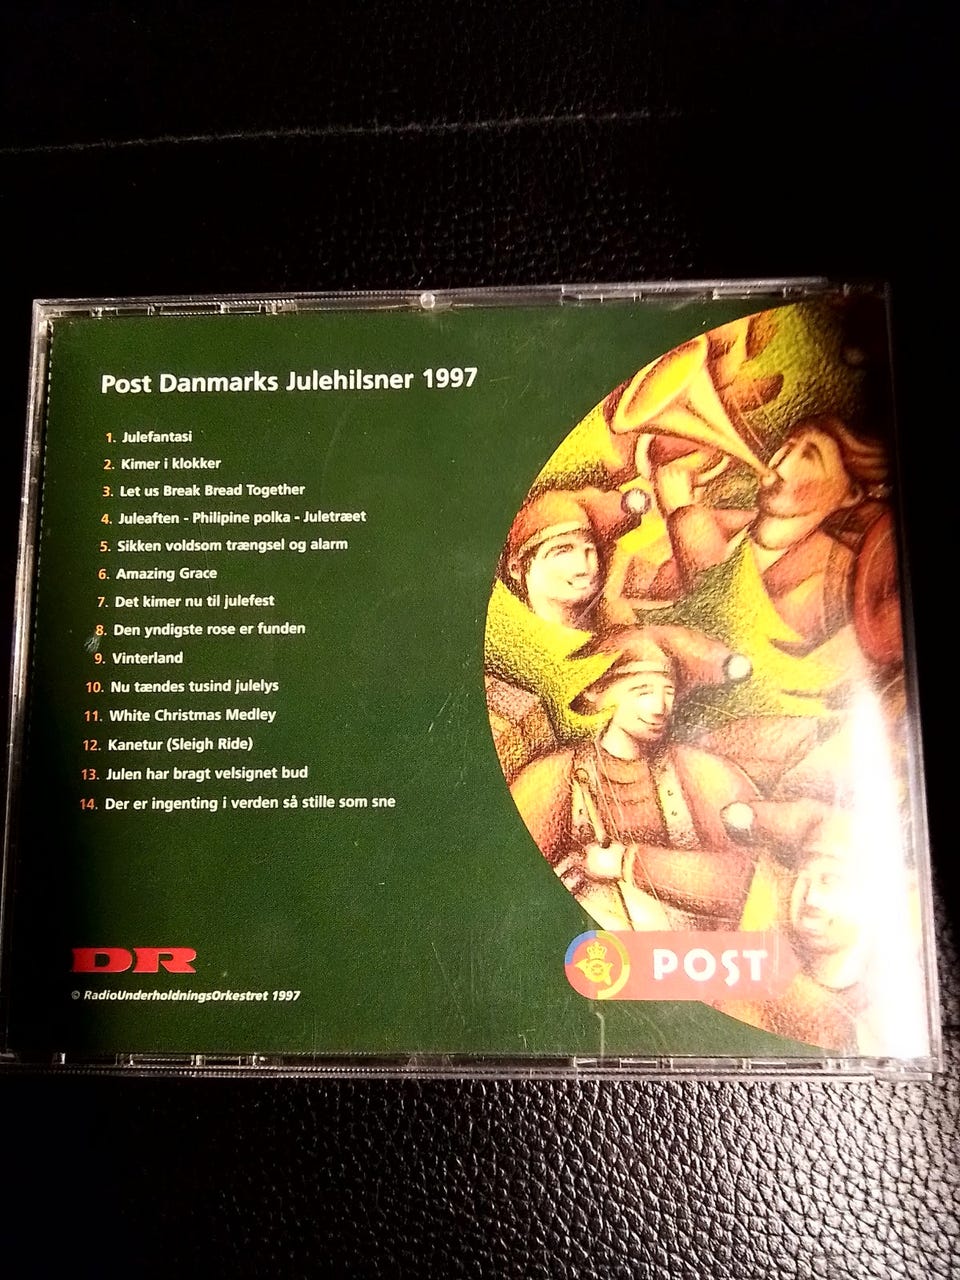 Post Danmarks Julehilsner 1997
1. Julefantasi
2. Kimer i klokker
3. Let us Break Bread Together
4. Juleaften - Philipine polka - Juletræet
5. Sikken voldsom trængsel og alarm
6. Amazing Grace
7. Det kimer nu til julefest
8. Den yndigste rose er funden
9. Vinterland
10. Nu tændes tusind julelys
11. White Christmas Medley
12. Kanetur (Sleigh Ride)
13. Julen har bragt velsignet bud
14. Der er ingenting i verden så stille som sne
DR
© RadioUnderholdningsOrkestret 1997
POST